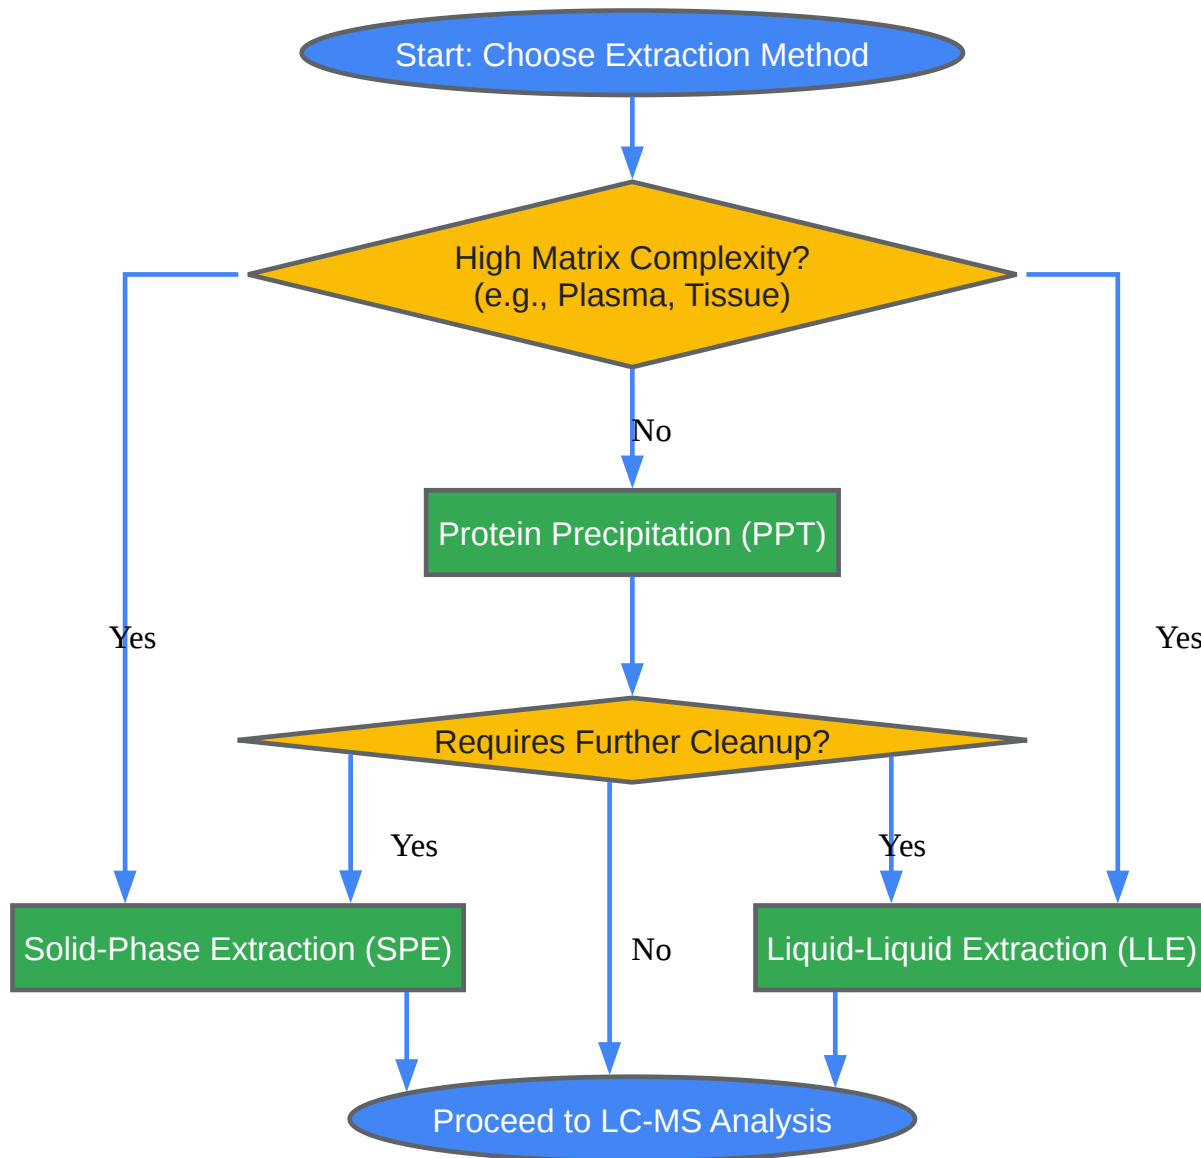 Start: Choose Extraction Method
High Matrix Complexity?
(e.g., Plasma, Tissue)
No
Protein Precipitation (PPT)
Yes
Yes
Requires Further Cleanup?
Yes
Yes
Solid-Phase Extraction (SPE)
No
Liquid-Liquid Extraction (LLE)
Proceed to LC-MS Analysis